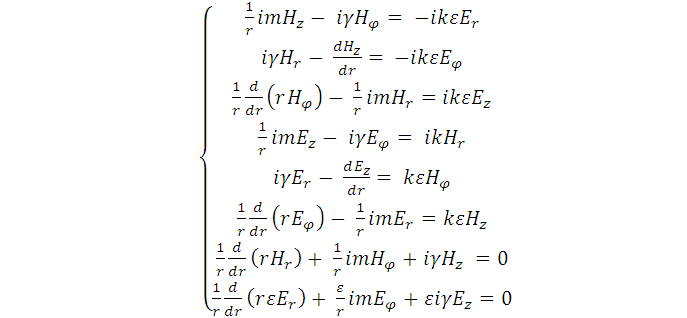 1/r imH_z − iγH_φ = −ikεE_r
iγH_r − dH_z/dr = −ikεE_φ
1/r d/dr (rH_φ) − 1/r imH_r = ikεE_z
1/r imE_z − iγE_φ = ikH_r
iγE_r − dE_z/dr = kεH_φ
1/r d/dr (rE_φ) − 1/r imE_r = kεH_z
1/r d/dr (rH_r) + 1/r imH_φ + iγH_z = 0
1/r d/dr (rεE_r) + ε/r imE_φ + εiγE_z = 0